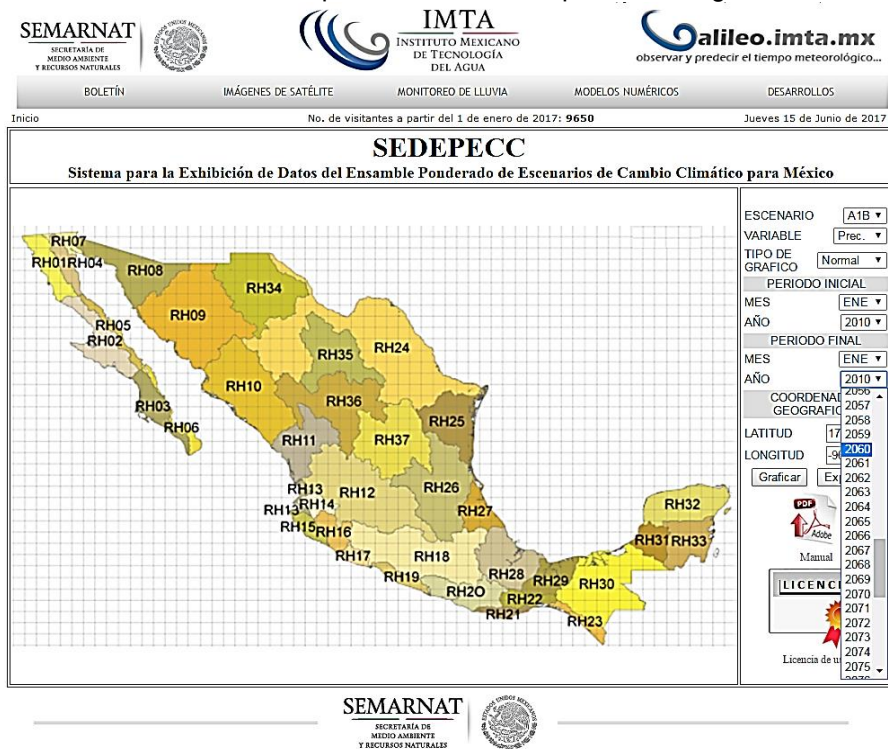 SEMARNAT
SECRETARÍA DE
MEDIO AMBIENTE
Y RECURSOS NATURALES
IMTA
INSTITUTO MEXICANO
DE TECNOLOGÍA
DEL AGUA
Galileo.imta.mx
observar y predecir el tiempo meteorológico...
BOLETÍN IMÁGENES DE SATÉLITE MONITOREO DE LLUVIA MODELOS NUMÉRICOS DESARROLLOS
Inicio No. de visitantes a partir del 1 de enero de 2017: 9650 Jueves 15 de Junio de 2017
SEDEPECC
Sistema para la Exhibición de Datos del Ensamble Ponderado de Escenarios de Cambio Climático para México
RH07
RH01RH04
RH08
RH34
RH09
RH05
RH02
RH35
RH24
RH10
RH36
RH03
RH25
RH06
RH11
RH37
RH13
RH12
RH26
RH14
RH13
RH27
RH32
RH15
RH16
RH31
RH33
RH17
RH18
RH28
RH29
RH30
RH19
RH20
RH22
RH21
RH23
ESCENARIO A1B
VARIABLE Prec.
TIPO DE
GRAFICO Normal
PERIODO INICIAL
MES ENE
AÑO 2010
PERIODO FINAL
MES ENE
AÑO 2010
2057
2058
2059
2060
2061
2062
2063
2064
2065
2066
2067
2068
2069
2070
2071
2072
2073
2074
2075
LATITUD 17
LONGITUD
Graficar
PDF
Adobe
Manual
LICENCI
Licencia de u
SEMARNAT
SECRETARÍA DE
MEDIO AMBIENTE
Y RECURSOS NATURALES